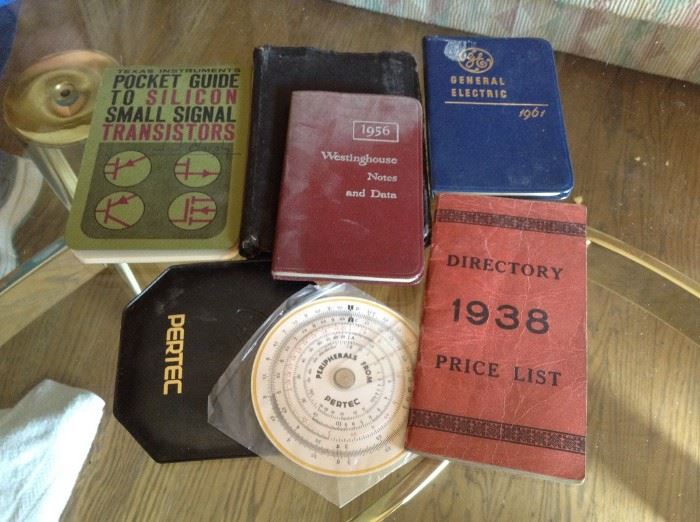 TEXAS INSTRUMENTS
POCKET GUIDE
TO SILICON
SMALL SIGNAL
TRANSISTORS
1956
Westinghouse
Notes
and Data
GE
GENERAL
ELECTRIC
1961
PERTEC
PERIPHERALS FROM
PERTEC
DIRECTORY
1938
PRICE LIST